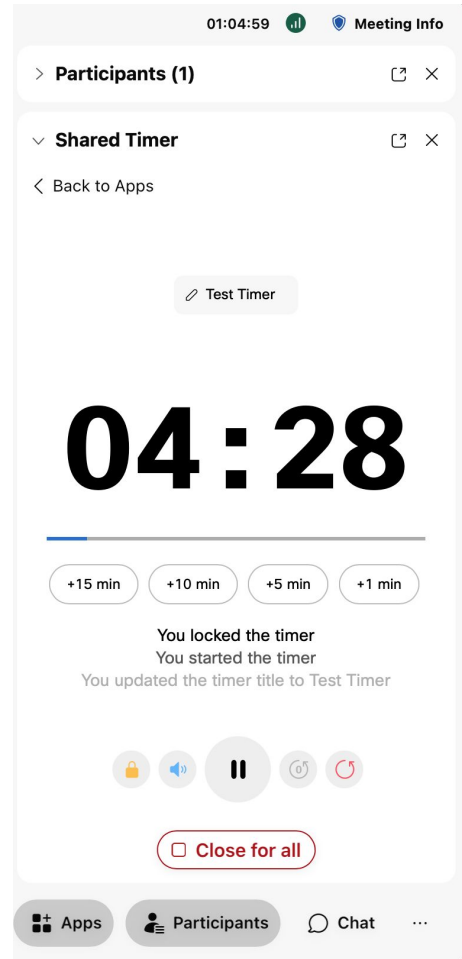 01:04:59 Meeting Info
Participants (1)
Shared Timer
Back to Apps
Test Timer
04:28
+15 min +10 min +5 min +1 min
You locked the timer
You started the timer
You updated the timer title to Test Timer
0
Close for all
Apps Participants Chat ...